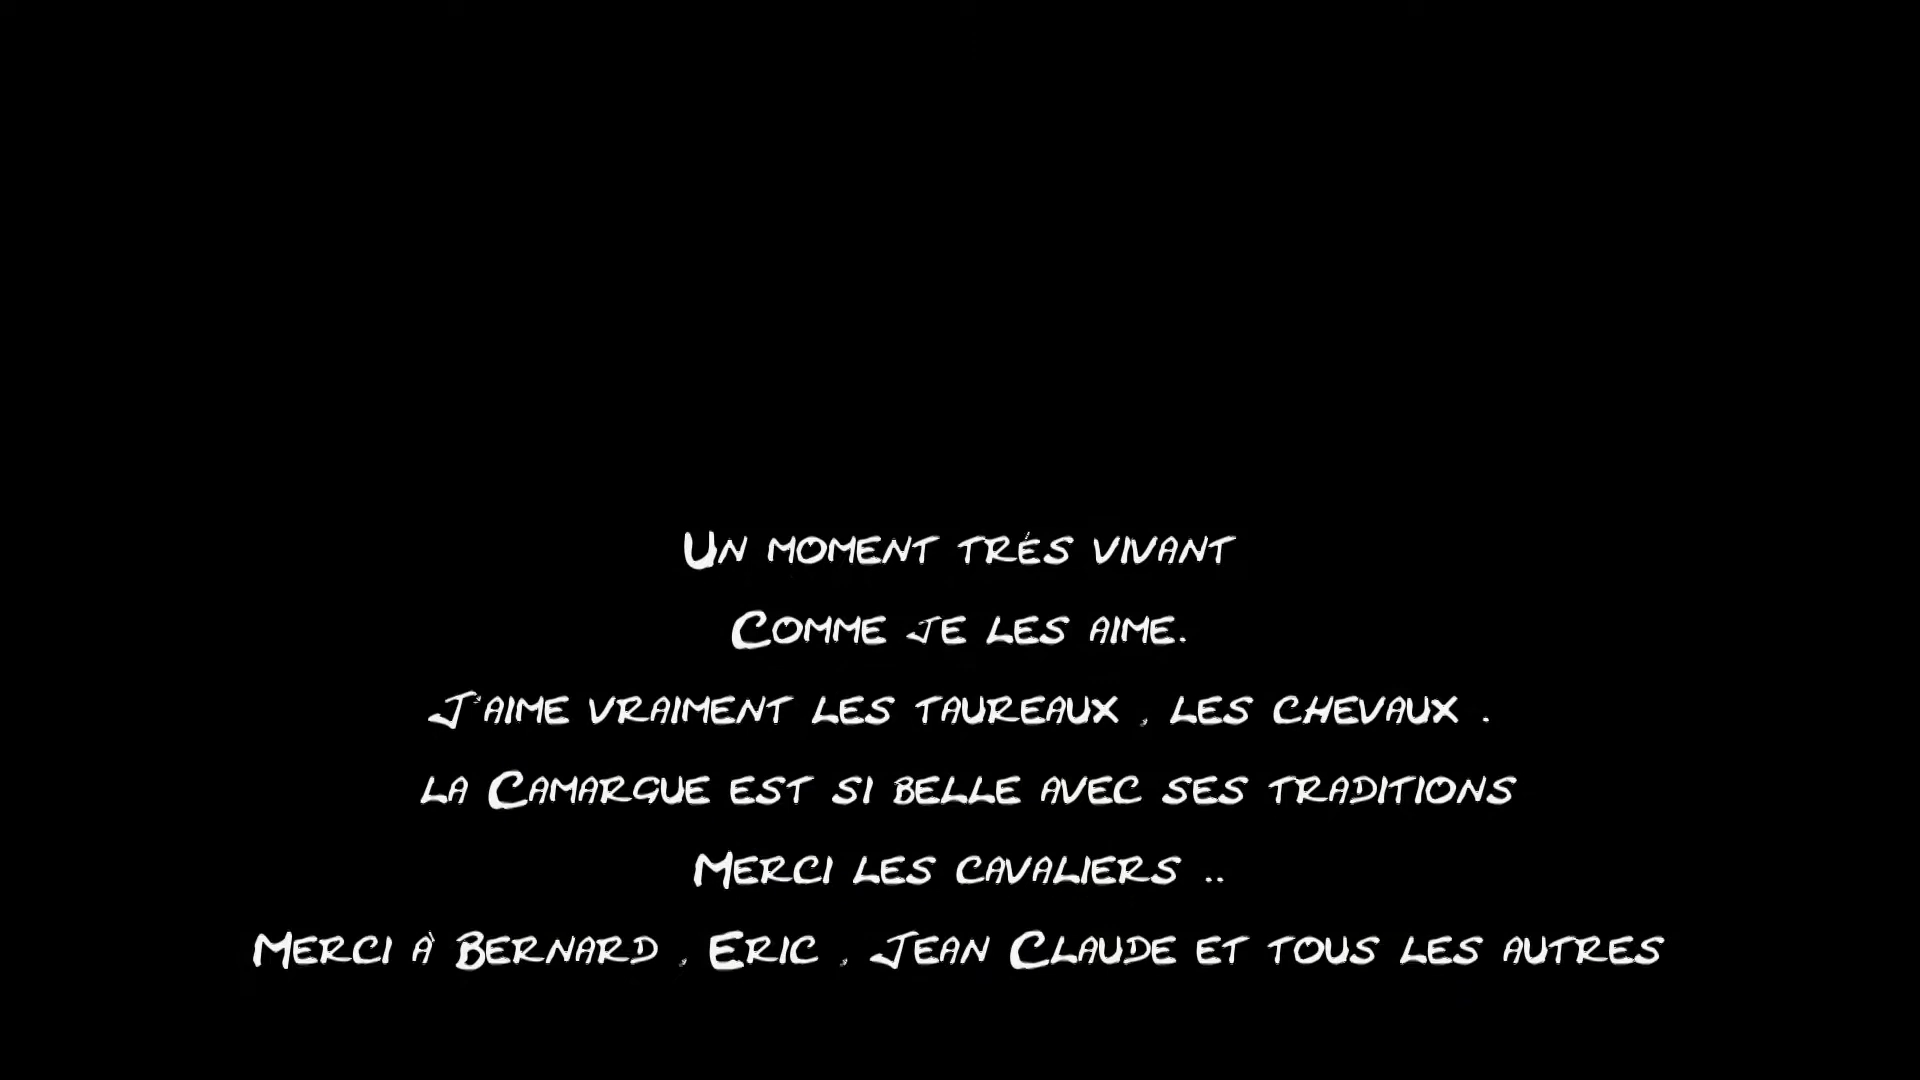 Un moment trés vivant
Comme je les aime.
J'aime vraiment les taureaux , les chevaux .
la Camargue est si belle avec ses traditions
Merci les cavaliers ..
Merci à Bernard , Eric , Jean Claude et tous les autres